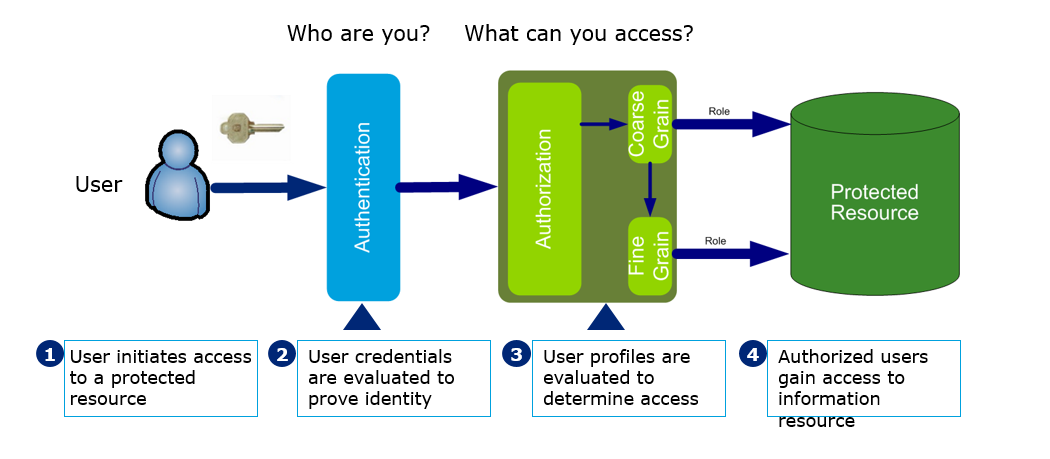 Who are you?
What can you access?
User
Authentication
Authorization
Coarse
Grain
Fine
Grain
Role
Role
Protected
Resource
1
User initiates access
to a protected
resource
2
User credentials
are evaluated to
prove identity
3
User profiles are
evaluated to
determine access
4
Authorized users
gain access to
information
resource